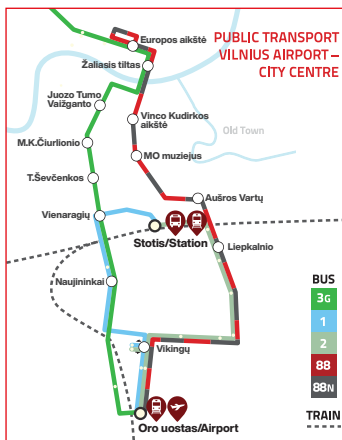 PUBLIC TRANSPORT
VILNIUS AIRPORT –
CITY CENTRE
Europos aikštė
Žaliasis tiltas
Juozo Tumo
Vaižganto
Vinco Kudirkos
aikštė
Old Town
M.K.Čiurlionio
MO muziejus
T.Ševčenkos
Aušros Vartų
Vienaragių
Stotis/Station
Liepkalnio
Naujininkai
Vikingų
Oro uostas/Airport
BUS
3G
1
2
88
88N
TRAIN